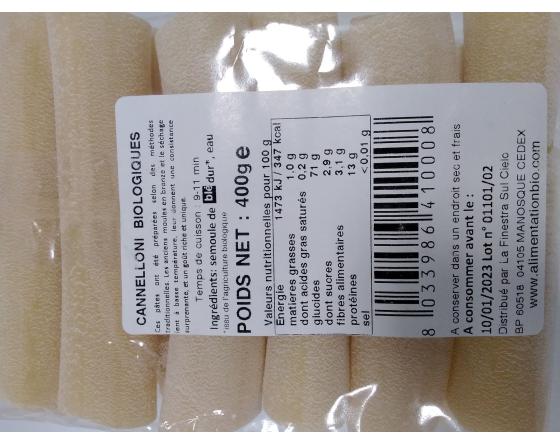 CANNELLONI BIOLOGIQUES
Ces pâtes ont été préparées selon des méthodes
traditionnelles. Les anciens moules en bronze et le séchage
lent à basse température, leur donnent une consistance
surprenante, et un goût riche et unique.
Temps de cuisson 9-11 min
Ingrédients: semoule de blé dur*, eau
*issu de l'agriculture biologique
POIDS NET : 400g e
Valeurs nutritionnelles pour 100 g
Energie 1473 kJ / 347 kcal
matieres grasses 1,0 g
dont acides gras saturés 0,2 g
glucides 71 g
dont sucres 2,9 g
fibres alimentaires 3,1 g
protéines 13 g
sel <0.01 g
8 033986 410008
A conserver dans un endroit sec et frais
A consommer avant le :
10/01/2023 Lot n° 01101/02
Distribué par La Finestra Sul Cielo
BP 60518 04105 MANOSQUE CEDEX
www.alimentationbio.com